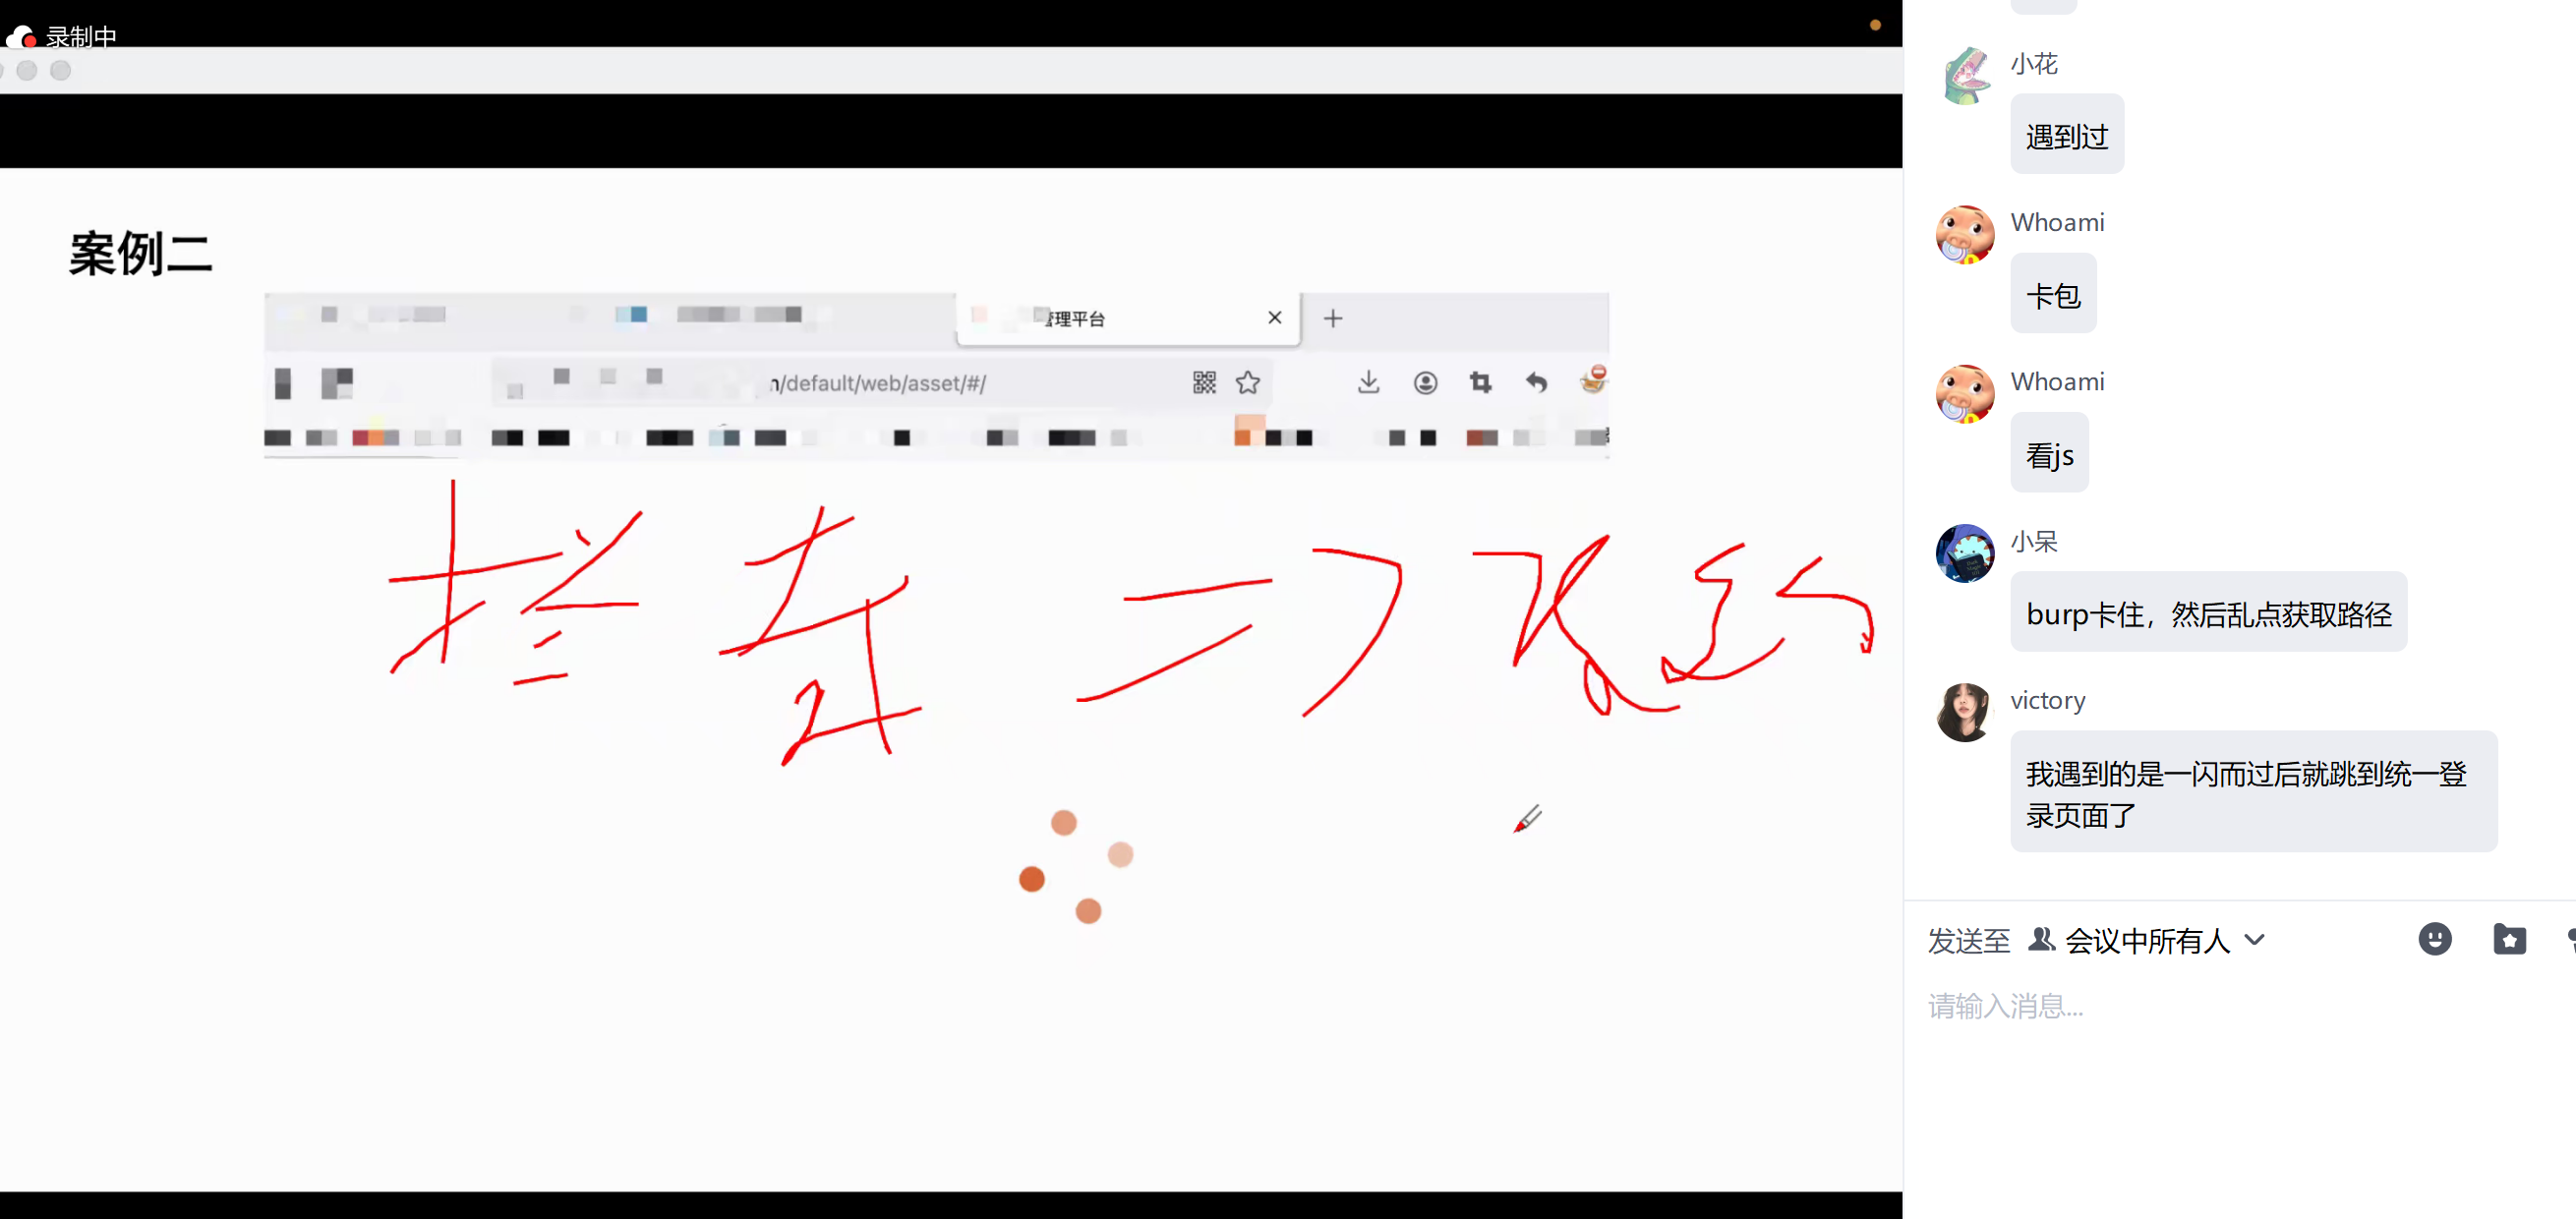 录制中
案例二
管理平台
/default/web/asset/#/
小花
遇到过
Whoami
卡包
Whoami
看js
小呆
burp卡住，然后乱点获取路径
victory
我遇到的是一闪而过后就跳到统一登
录页面了
发送至 会议中所有人
请输入消息...